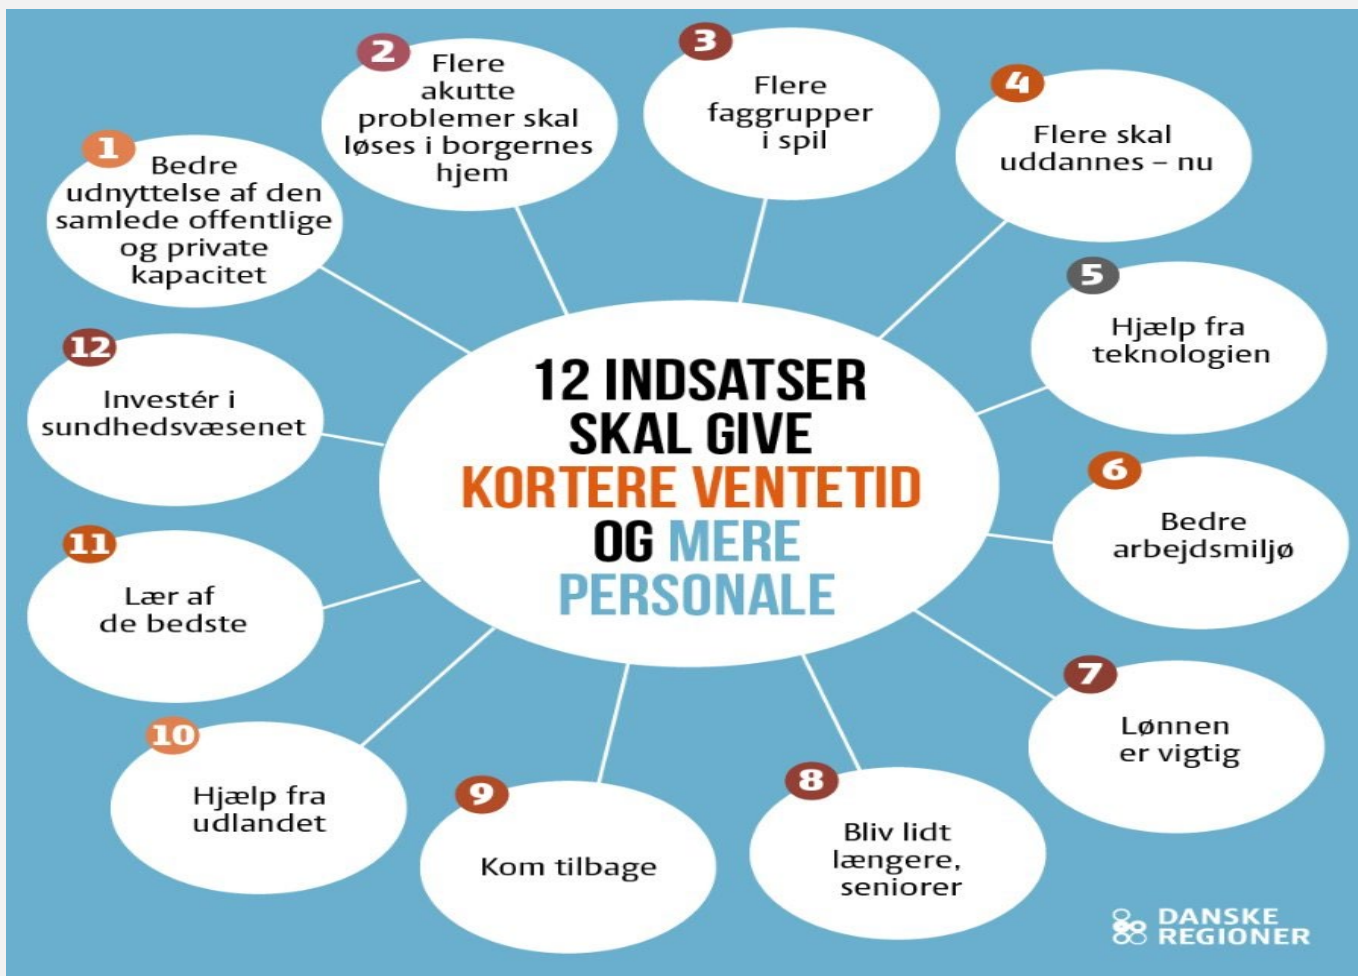 12 INDSATSER
SKAL GIVE
KORTERE VENTETID
OG MERE
PERSONALE
1
Bedre
udnyttelse af den
samlede offentlige
og private
kapacitet
2
Flere
akutte
problemer skal
løses i borgernes
hjem
3
Flere
faggrupper
i spil
4
Flere skal
uddannes – nu
5
Hjælp fra
teknologien
6
Bedre
arbejdsmiljø
7
Lønnen
er vigtig
8
Bliv lidt
længere,
seniorer
9
Kom tilbage
10
Hjælp fra
udlandet
11
Lær af
de bedste
12
Investér i
sundhedsvæsenet
DANSKE
REGIONER